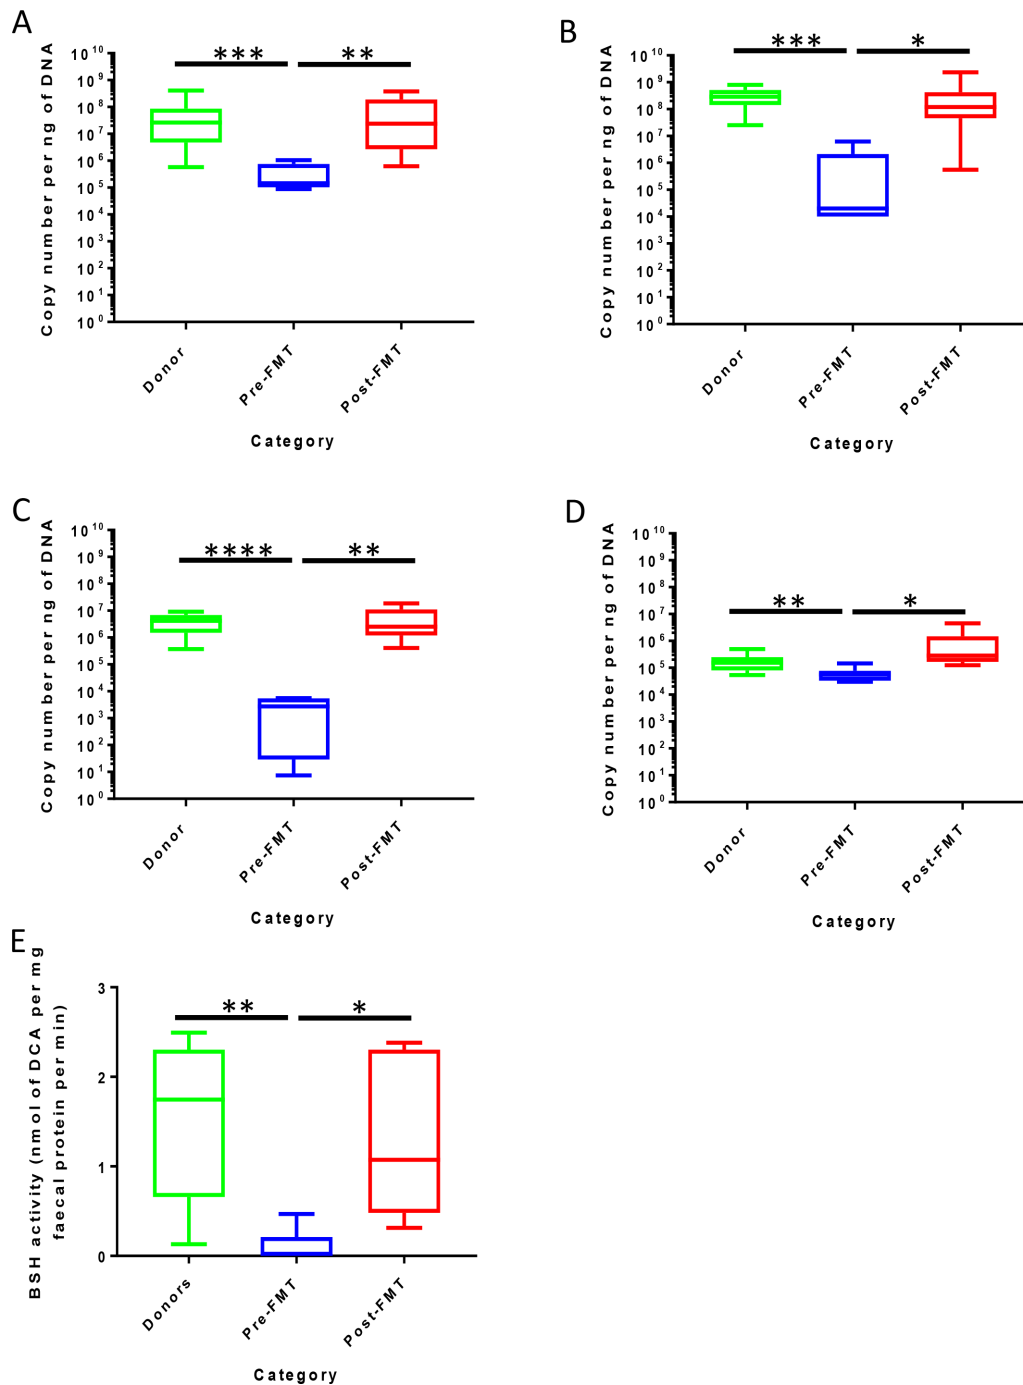 A
Copy number per ng of DNA
10^10
10^9
10^8
10^7
10^6
10^5
10^4
10^3
10^2
10^1
10^0
***
**
Donor
Pre-FMT
Post-FMT
Category
B
Copy number per ng of DNA
10^10
10^9
10^8
10^7
10^6
10^5
10^4
10^3
10^2
10^1
10^0
***
*
Donor
Pre-FMT
Post-FMT
Category
C
Copy number per ng of DNA
10^10
10^9
10^8
10^7
10^6
10^5
10^4
10^3
10^2
10^1
10^0
****
**
Donor
Pre-FMT
Post-FMT
Category
D
Copy number per ng of DNA
10^10
10^9
10^8
10^7
10^6
10^5
10^4
10^3
10^2
10^1
10^0
**
*
Donor
Pre-FMT
Post-FMT
Category
E
BSH activity (nmol of DCA per mg
faecal protein per min)
3
2
1
0
**
*
Donors
Pre-FMT
Post-FMT
Category